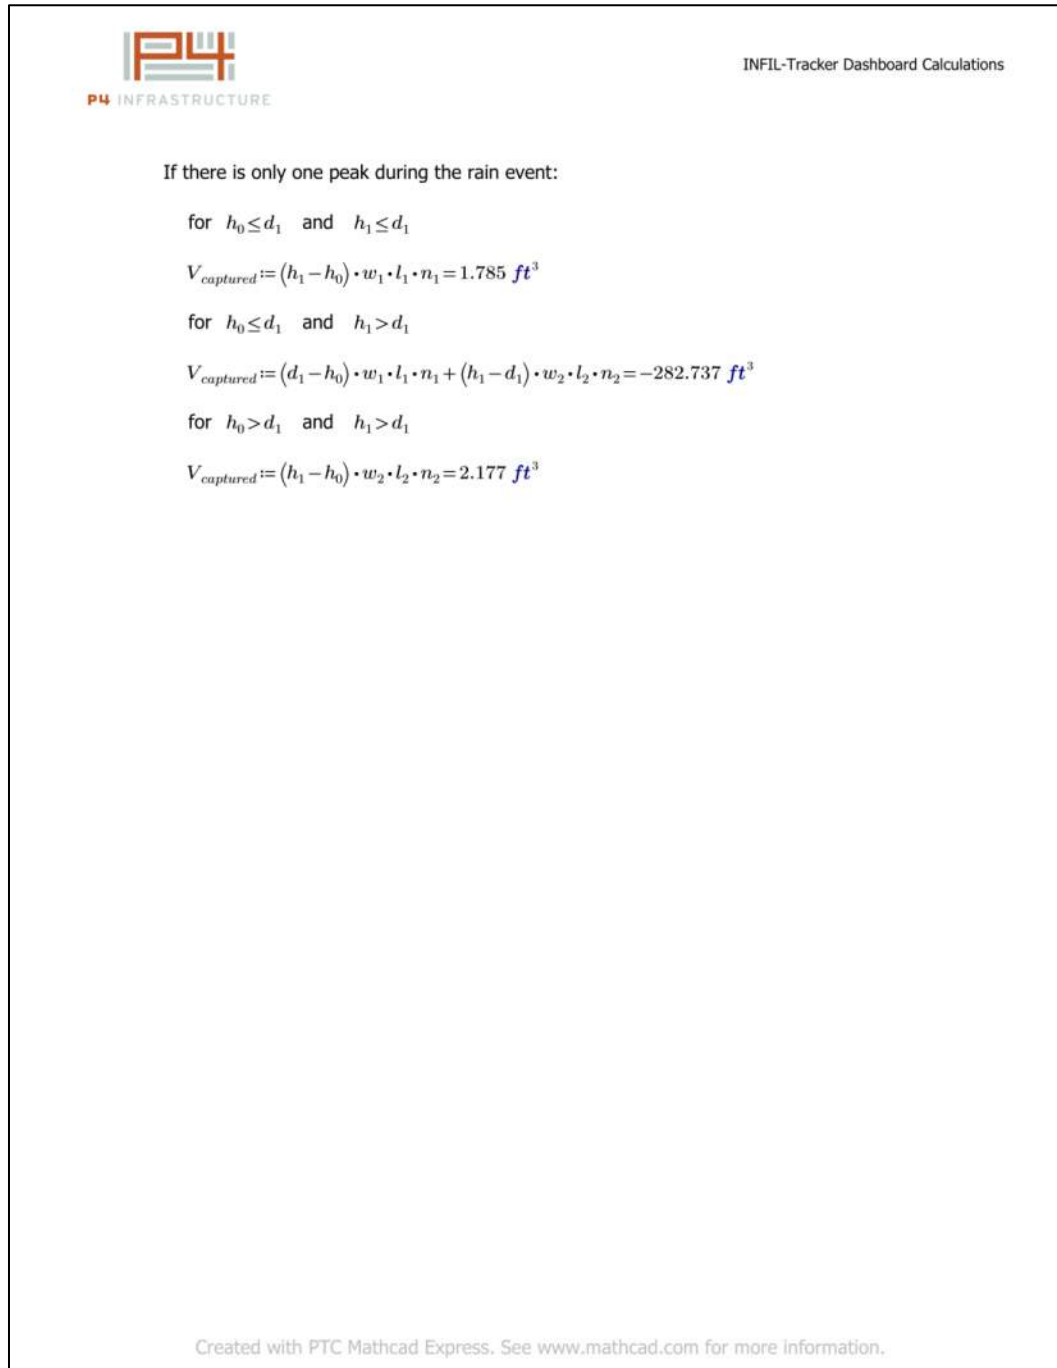 P4
P4 INFRASTRUCTURE
INFIL-Tracker Dashboard Calculations
If there is only one peak during the rain event:
for h₀≤d₁ and h₁≤d₁
V_captured := (h₁−h₀)•w₁•l₁•n₁=1.785 ft³
for h₀≤d₁ and h₁>d₁
V_captured := (d₁−h₀)•w₁•l₁•n₁+(h₁−d₁)•w₂•l₂•n₂=−282.737 ft³
for h₀>d₁ and h₁>d₁
V_captured := (h₁−h₀)•w₂•l₂•n₂=2.177 ft³
Created with PTC Mathcad Express. See www.mathcad.com for more information.